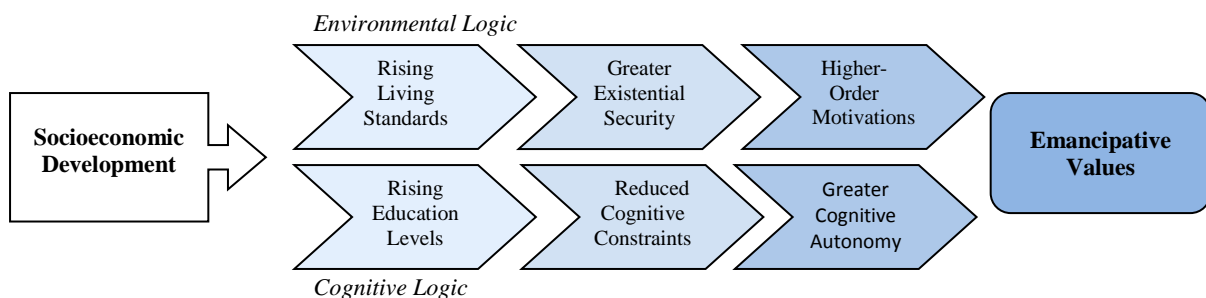 Environmental Logic
Socioeconomic
Development
Rising
Living
Standards
Greater
Existential
Security
Higher-
Order
Motivations
Rising
Education
Levels
Reduced
Cognitive
Constraints
Greater
Cognitive
Autonomy
Emancipative
Values
Cognitive Logic